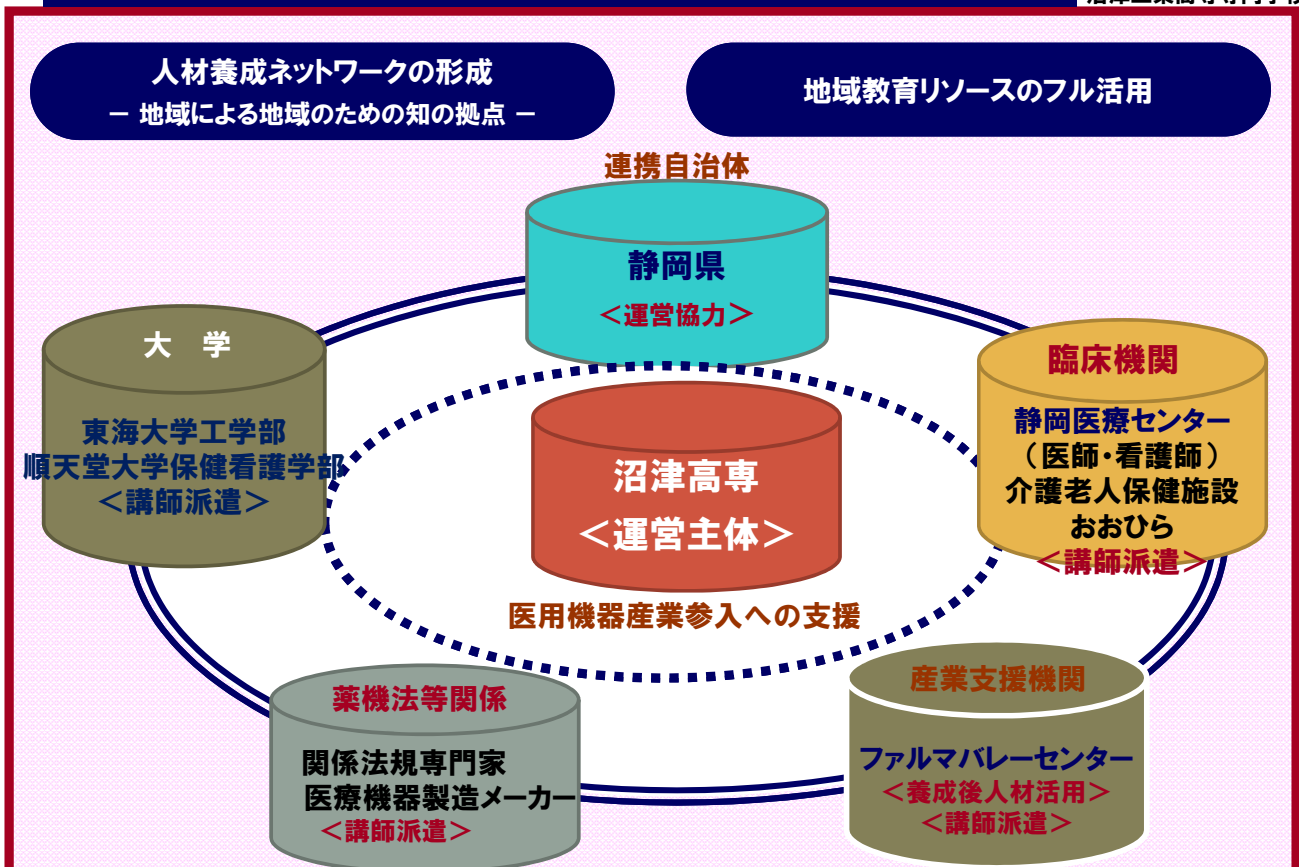 人材養成ネットワークの形成
－ 地域による地域のための知の拠点 －
地域教育リソースのフル活用
連携自治体
静岡県
＜運営協力＞
大　学
東海大学工学部
順天堂大学保健看護学部
＜講師派遣＞
臨床機関
静岡医療センター
（医師・看護師）
介護老人保健施設
おおひら
＜講師派遣＞
沼津高専
＜運営主体＞
医用機器産業参入への支援
薬機法等関係
関係法規専門家
医療機器製造メーカー
＜講師派遣＞
産業支援機関
ファルマバレーセンター
＜養成後人材活用＞
＜講師派遣＞